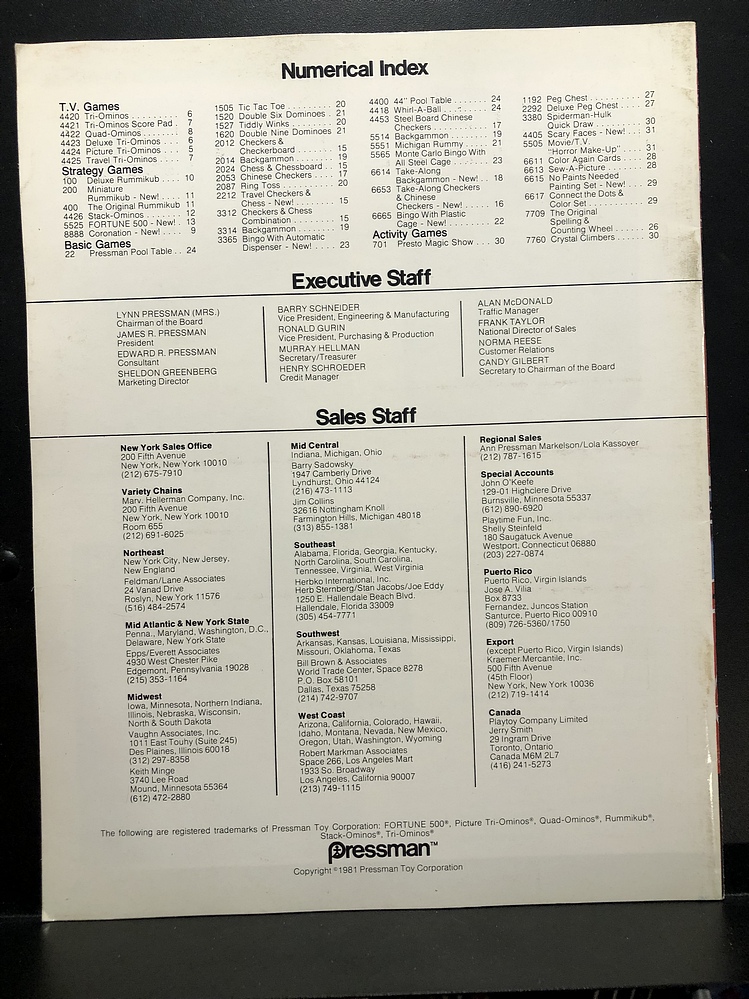 Numerical Index
T.V. Games
4420 Tri-Ominos . . . . . . . . . . 6
4421 Tri-Ominos Score Pad . 7
4422 Quad-Ominos . . . . . . . . 8
4423 Deluxe Tri-Ominos . . . 6
4424 Picture Tri-Ominos . . . 5
4425 Travel Tri-Ominos . . . . 7
Strategy Games
100 Deluxe Rummikub . . . 10
200 Miniature
Rummikub - New! . . . . 11
400 The Original Rummikub 11
4426 Stack-Ominos . . . . . . . 12
5525 FORTUNE 500 - New! . 13
8888 Coronation - New! . . . . 9
Basic Games
22 Pressman Pool Table . . 24
1505 Tic Tac Toe . . . . . . . . 20
1520 Double Six Dominoes . 21
1527 Tiddly Winks . . . . . . . 20
1620 Double Nine Dominoes 21
2012 Checkers &
Checkerboard . . . . . . . 15
2014 Backgammon . . . . . . . 19
2024 Chess & Chessboard . . 15
2053 Chinese Checkers . . . . 17
2087 Ring Toss . . . . . . . . . . 20
2212 Travel Checkers &
Chess - New! . . . . . . . . 15
3312 Checkers & Chess
Combination . . . . . . . . 15
3314 Backgammon . . . . . . . 19
3365 Bingo With Automatic
Dispenser - New! . . . . 23
4400 44" Pool Table . . . . . . 24
4418 Whirl-A-Ball . . . . . . . . 24
4453 Steel Board Chinese
Checkers . . . . . . . . . . . 17
5514 Backgammon . . . . . . . 19
5551 Michigan Rummy . . . . 21
5565 Monte Carlo Bingo With
All Steel Cage . . . . . . . 23
6614 Take-Along
Backgammon - New! . . 18
6653 Take-Along Checkers
& Chinese
Checkers - New! . . . . . 16
6665 Bingo With Plastic
Cage - New! . . . . . . . . 22
Activity Games
701 Presto Magic Show . . . 30
1192 Peg Chest . . . . . . . . . . 27
2292 Deluxe Peg Chest . . . . 27
3380 Spiderman-Hulk
Quick Draw . . . . . . . . . 30
4405 Scary Faces - New! . . . 31
5505 Movie/T.V.
"Horror Make-Up" . . . 31
6611 Color Again Cards . . . 28
6613 Sew-A-Picture . . . . . . . 28
6615 No Paints Needed
Painting Set - New! . . . 29
6617 Connect the Dots &
Color Set . . . . . . . . . . . 29
7709 The Original
Spelling &
Counting Wheel . . . . . 26
7760 Crystal Climbers . . . . . 30
Executive Staff
LYNN PRESSMAN (MRS.)
Chairman of the Board
JAMES R. PRESSMAN
President
EDWARD R. PRESSMAN
Consultant
SHELDON GREENBERG
Marketing Director
BARRY SCHNEIDER
Vice President, Engineering & Manufacturing
RONALD GURIN
Vice President, Purchasing & Production
MURRAY HELLMAN
Secretary/Treasurer
HENRY SCHROEDER
Credit Manager
ALAN McDONALD
Traffic Manager
FRANK TAYLOR
National Director of Sales
NORMA REESE
Customer Relations
CANDY GILBERT
Secretary to Chairman of the Board
Sales Staff
New York Sales Office
200 Fifth Avenue
New York, New York 10010
(212) 675-7910
Variety Chains
Marv. Hellerman Company, Inc.
200 Fifth Avenue
New York, New York 10010
Room 655
(212) 691-6025
Northeast
New York City, New Jersey,
New England
Feldman/Lane Associates
24 Vanad Drive
Roslyn, New York 11576
(516) 484-2574
Mid Atlantic & New York State
Penna., Maryland, Washington, D.C.,
Delaware, New York State
Epps/Everett Associates
4930 West Chester Pike
Edgemont, Pennsylvania 19028
(215) 353-1164
Midwest
Iowa, Minnesota, Northern Indiana,
Illinois, Nebraska, Wisconsin,
North & South Dakota
Vaughn Associates, Inc.
1011 East Touhy (Suite 245)
Des Plaines, Illinois 60018
(312) 297-8358
Keith Minge
3740 Lee Road
Mound, Minnesota 55364
(612) 472-2880
Mid Central
Indiana, Michigan, Ohio
Barry Sadowsky
1947 Camberly Drive
Lyndhurst, Ohio 44124
(216) 473-1113
Jim Collins
32616 Nottingham Knoll
Farmington Hills, Michigan 48018
(313) 855-1381
Southeast
Alabama, Florida, Georgia, Kentucky,
North Carolina, South Carolina,
Tennessee, Virginia, West Virginia
Herbko International, Inc.
Herb Sternberg/Stan Jacobs/Joe Eddy
1250 E. Hallendale Beach Blvd.
Hallendale, Florida 33009
(305) 454-7771
Southwest
Arkansas, Kansas, Louisiana, Mississippi,
Missouri, Oklahoma, Texas
Bill Brown & Associates
World Trade Center, Space 8278
P.O. Box 58101
Dallas, Texas 75258
(214) 742-9707
West Coast
Arizona, California, Colorado, Hawaii,
Idaho, Montana, Nevada, New Mexico,
Oregon, Utah, Washington, Wyoming
Robert Markman Associates
Space 266, Los Angeles Mart
1933 So. Broadway
Los Angeles, California 90007
(213) 749-1115
Regional Sales
Ann Pressman Markelson/Lola Kassover
(212) 787-1615
Special Accounts
John O'Keefe
129-01 Highclere Drive
Burnsville, Minnesota 55337
(612) 890-6920
Playtime Fun, Inc.
Shelly Steinfeld
180 Saugatuck Avenue
Westport, Connecticut 06880
(203) 227-0874
Puerto Rico
Puerto Rico, Virgin Islands
Jose A. Vilia
Box 8733
Fernandez, Juncos Station
Santurce, Puerto Rico 00910
(809) 726-5360/1750
Export
(except Puerto Rico, Virgin Islands)
Kraemer Mercantile, Inc.
500 Fifth Avenue
(45th Floor)
New York, New York 10036
(212) 719-1414
Canada
Playtoy Company Limited
Jerry Smith
29 Ingram Drive
Toronto, Ontario
Canada M6M 2L7
(416) 241-5273
The following are registered trademarks of Pressman Toy Corporation: FORTUNE 500®, Picture Tri-Ominos®, Quad-Ominos®, Rummikub®,
Stack-Ominos®, Tri-Ominos®
Pressman™
Copyright ©1981 Pressman Toy Corporation